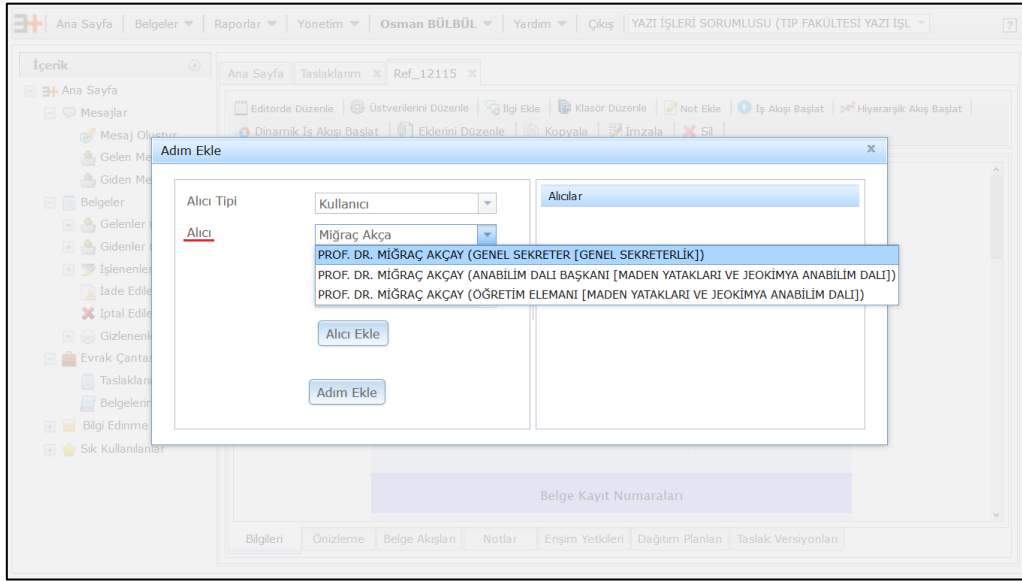 Ana Sayfa Belgeler Raporlar Yönetim Osman BÜLBÜL Yardım Çıkış YAZI İŞLERİ SORUMLUSU (TIP FAKÜLTESİ YAZI İŞL
İçerik
Ana Sayfa
Mesajlar
Mesaj Oluştur
Gelen Me
Giden Me
Belgeler
Gelenler
Gidenler
İşlenenler
İade Edile
İptal Edile
Gizlenenl
Evrak Çantas
Taslakları
Belgelerin
Bilgi Edinme
Sık Kullanılanlar
Ana Sayfa Taslaklarım Ref_12115
Editörde Düzenle Üstverilerini Düzenle İlgi Ekle Klasör Düzenle Not Ekle İş Akışı Başlat Hiyerarşik Akış Başlat
Dinamik İş Akışı Başlat Eklerini Düzenle Kopyala İmzala Sil
Adım Ekle
Alıcı Tipi Kullanıcı
Alıcı Miğraç Akça
PROF. DR. MİĞRAÇ AKÇAY (GENEL SEKRETER [GENEL SEKRETERLİK])
PROF. DR. MİĞRAÇ AKÇAY (ANABİLİM DALI BAŞKANI [MADEN YATAKLARI VE JEOKİMYA ANABİLİM DALI])
PROF. DR. MİĞRAÇ AKÇAY (ÖĞRETİM ELEMANI [MADEN YATAKLARI VE JEOKİMYA ANABİLİM DALI])
Alıcı Ekle
Adım Ekle
Alıcılar
Belge Kayıt Numaraları
Bilgileri Önizleme Belge Akışları Notlar Erişim Yetkileri Dağıtım Planları Taslak Versiyonları